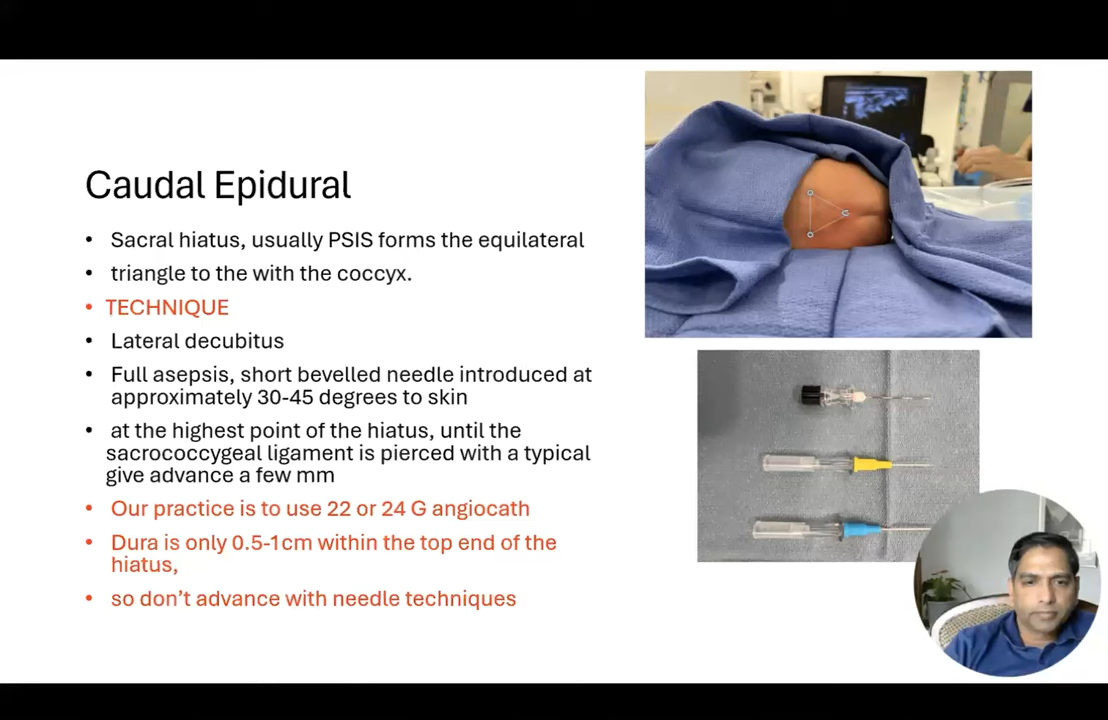 Caudal Epidural
• Sacral hiatus, usually PSIS forms the equilateral
• triangle to the with the coccyx.
• TECHNIQUE
• Lateral decubitus
• Full asepsis, short bevelled needle introduced at
approximately 30-45 degrees to skin
• at the highest point of the hiatus, until the
sacrococcygeal ligament is pierced with a typical
give advance a few mm
• Our practice is to use 22 or 24 G angiocath
• Dura is only 0.5-1cm within the top end of the
hiatus,
• so don’t advance with needle techniques